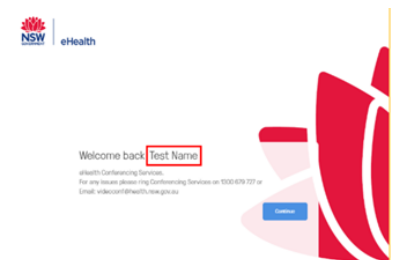 NSW
GOVERNMENT
eHealth
Welcome back Test Name
eHealth Conferencing Services.
For any issues please ring Conferencing Services on 1300 679 727 or
Email: videoconf@health.nsw.gov.au
Continue